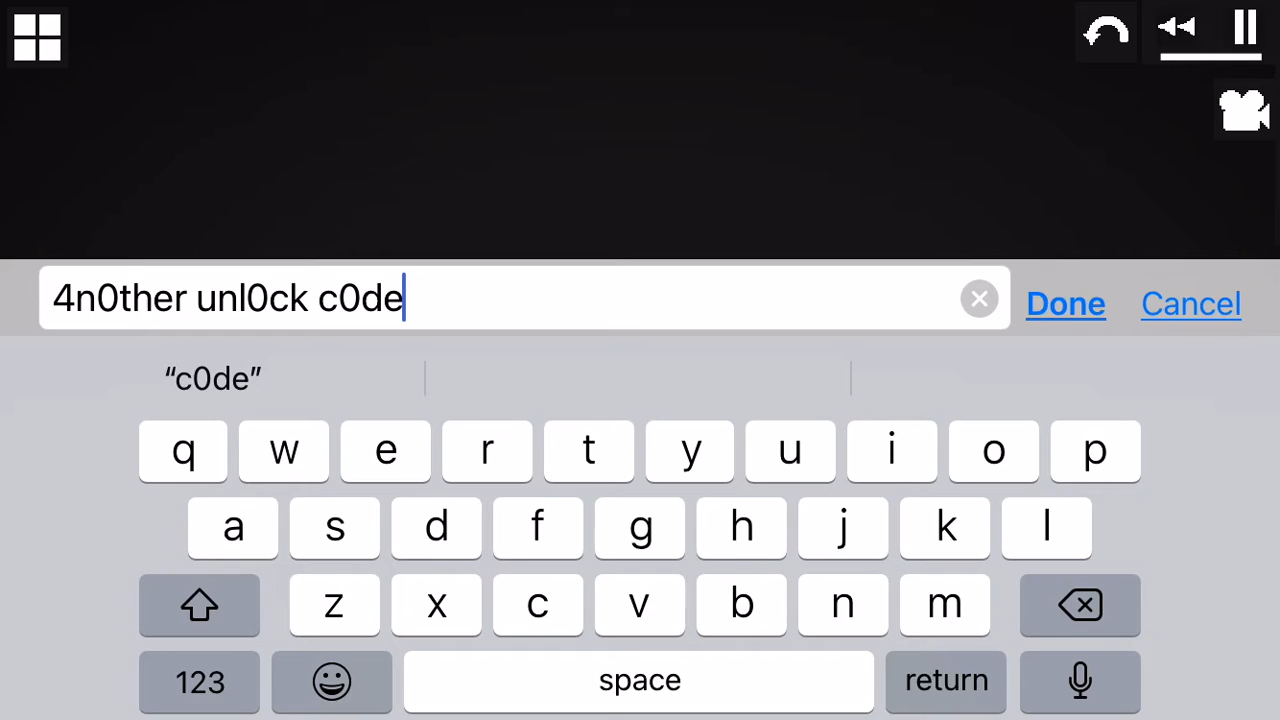 4n0ther unl0ck c0de
Done
Cancel
“c0de”
q w e r t y u i o p
a s d f g h j k l
z x c v b n m
123 space return